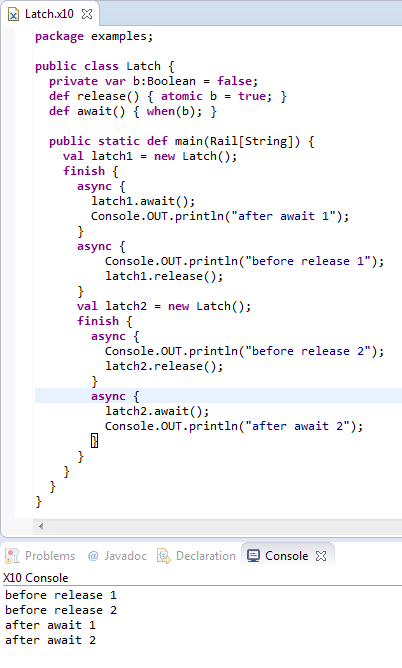 Latch.x10
package examples;
public class Latch {
private var b:Boolean = false;
def release() { atomic b = true; }
def await() { when(b); }
public static def main(Rail[String]) {
val latch1 = new Latch();
finish {
async {
latch1.await();
Console.OUT.println("after await 1");
}
async {
Console.OUT.println("before release 1");
latch1.release();
}
val latch2 = new Latch();
finish {
async {
Console.OUT.println("before release 2");
latch2.release();
}
async {
latch2.await();
Console.OUT.println("after await 2");
}
}
}
}
}
Problems @ Javadoc Declaration Console
X10 Console
before release 1
before release 2
after await 1
after await 2